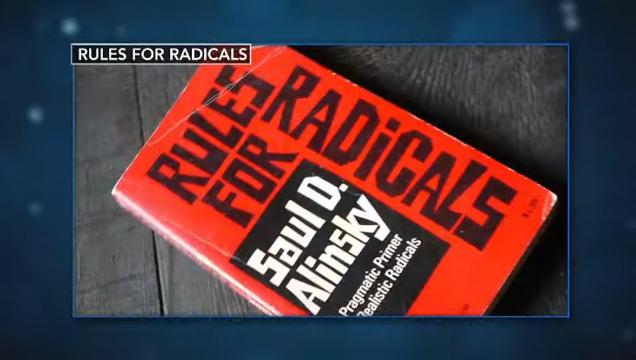 RULES FOR RADICALS
RULES
FOR
RADiCALS
Saul D.
Alinsky
Pragmatic Primer
Realistic Radicals